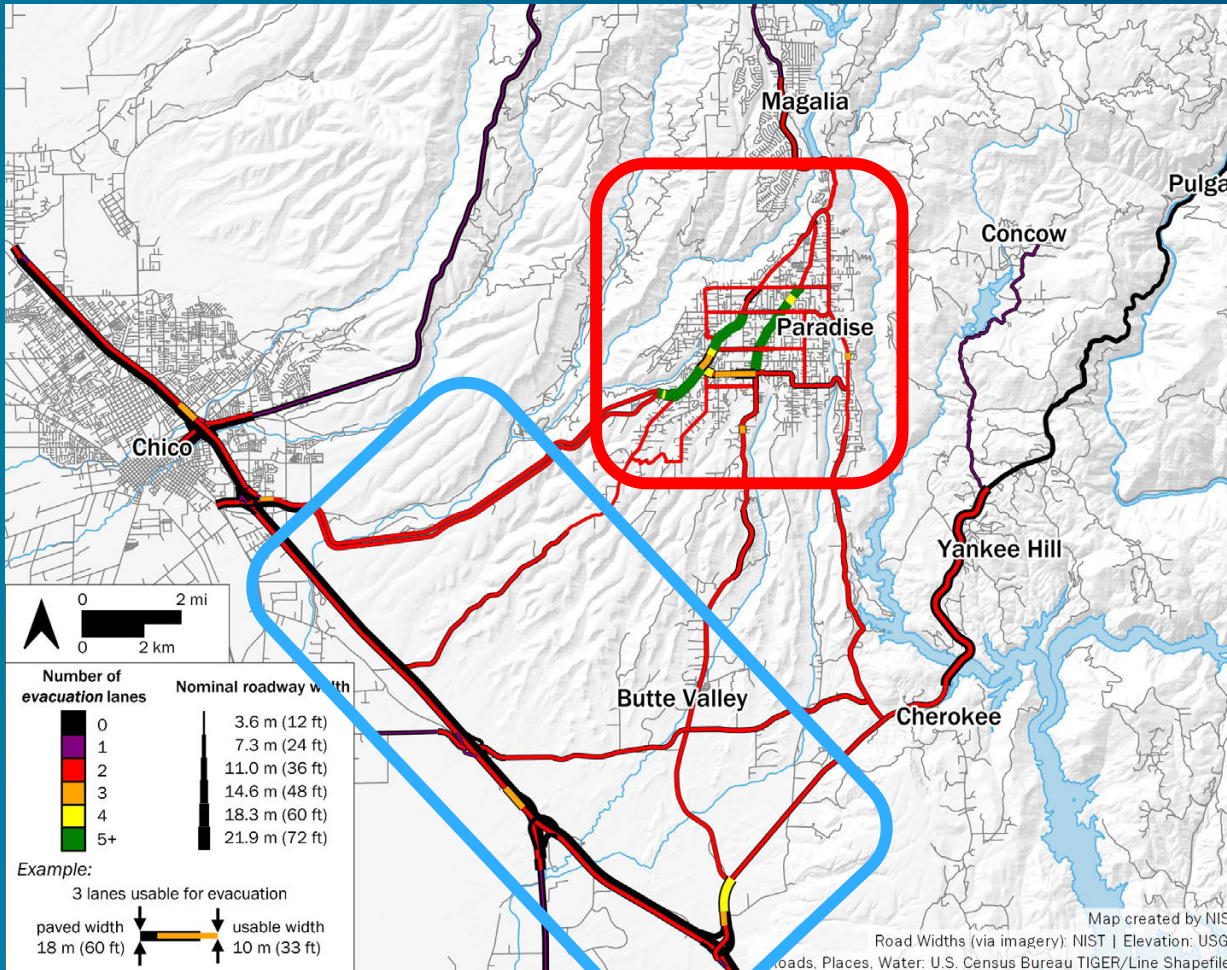 Magalia
Pulga
Concow
Paradise
Chico
Yankee Hill
Butte Valley
Cherokee
0 2 mi
0 2 km
Number of
evacuation lanes
0
1
2
3
4
5+
Nominal roadway width
3.6 m (12 ft)
7.3 m (24 ft)
11.0 m (36 ft)
14.6 m (48 ft)
18.3 m (60 ft)
21.9 m (72 ft)
Example:
3 lanes usable for evacuation
paved width
18 m (60 ft)
usable width
10 m (33 ft)
Map created by NIS
Road Widths (via imagery): NIST | Elevation: USG
oads, Places, Water: U.S. Census Bureau TIGER/Line Shapefile